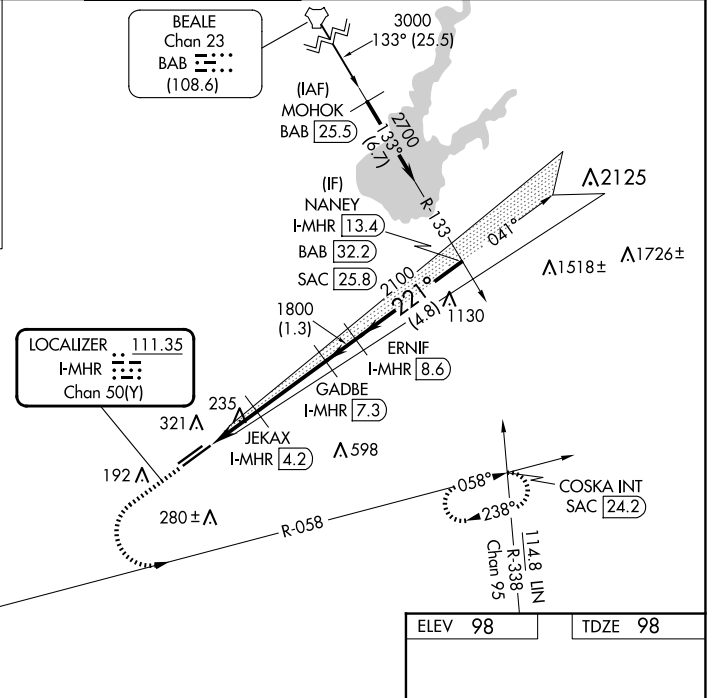 BEALE
Chan 23
BAB
(108.6)
3000
133° (25.5)
(IAF)
MOHOK
BAB 25.5
2700
133°
(6.7)
R-133
(IF)
NANEY
I-MHR 13.4
BAB 32.2
SAC 25.8
2125
041°
1518±
1726±
2100
221°
(4.8)
1130
1800
(1.3)
ERNIF
I-MHR 8.6
GADBE
I-MHR 7.3
LOCALIZER 111.35
I-MHR
Chan 50(Y)
321
235
JEKAX
I-MHR 4.2
598
192
280±
R-058
058°
238°
COSKA INT
SAC 24.2
114.8 LIN
R-338
Chan 95
ELEV 98
TDZE 98